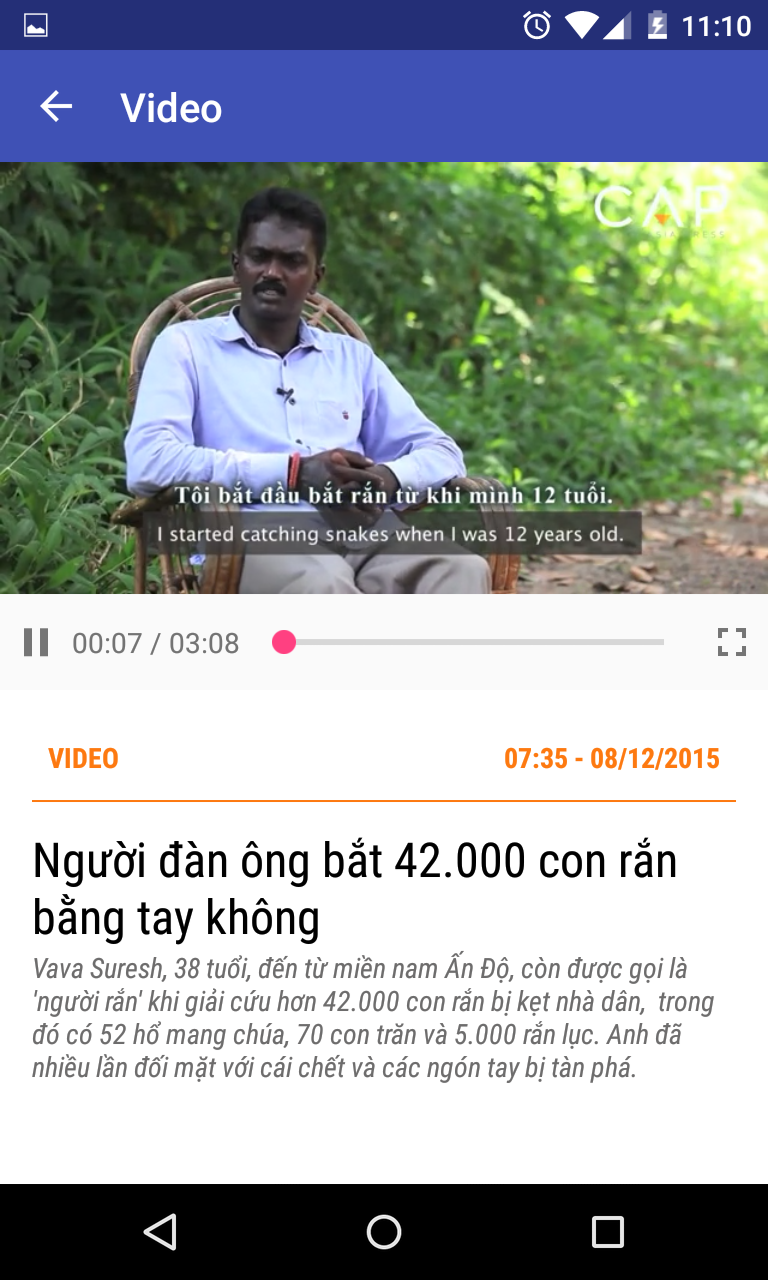 11:10
Video
CAP
Tôi bắt đầu bắt rắn từ khi mình 12 tuổi.
I started catching snakes when I was 12 years old.
00:07 / 03:08
VIDEO
07:35 - 08/12/2015
Người đàn ông bắt 42.000 con rắn
bằng tay không
Vava Suresh, 38 tuổi, đến từ miền nam Ấn Độ, còn được gọi là
'người rắn' khi giải cứu hơn 42.000 con rắn bị kẹt nhà dân,  trong
đó có 52 hổ mang chúa, 70 con trăn và 5.000 rắn lục. Anh đã
nhiều lần đối mặt với cái chết và các ngón tay bị tàn phá.